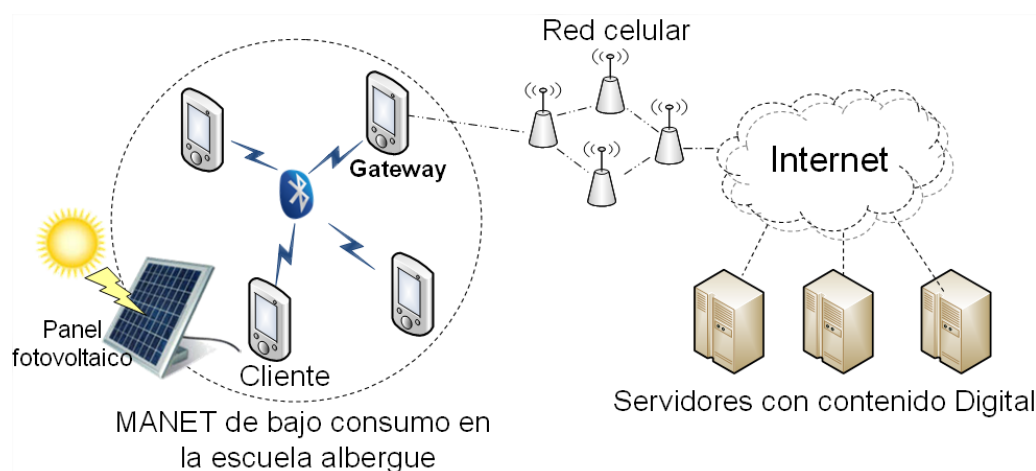 Red celular
Gateway
Internet
Panel
fotovoltaico
Cliente
MANET de bajo consumo en
la escuela albergue
Servidores con contenido Digital